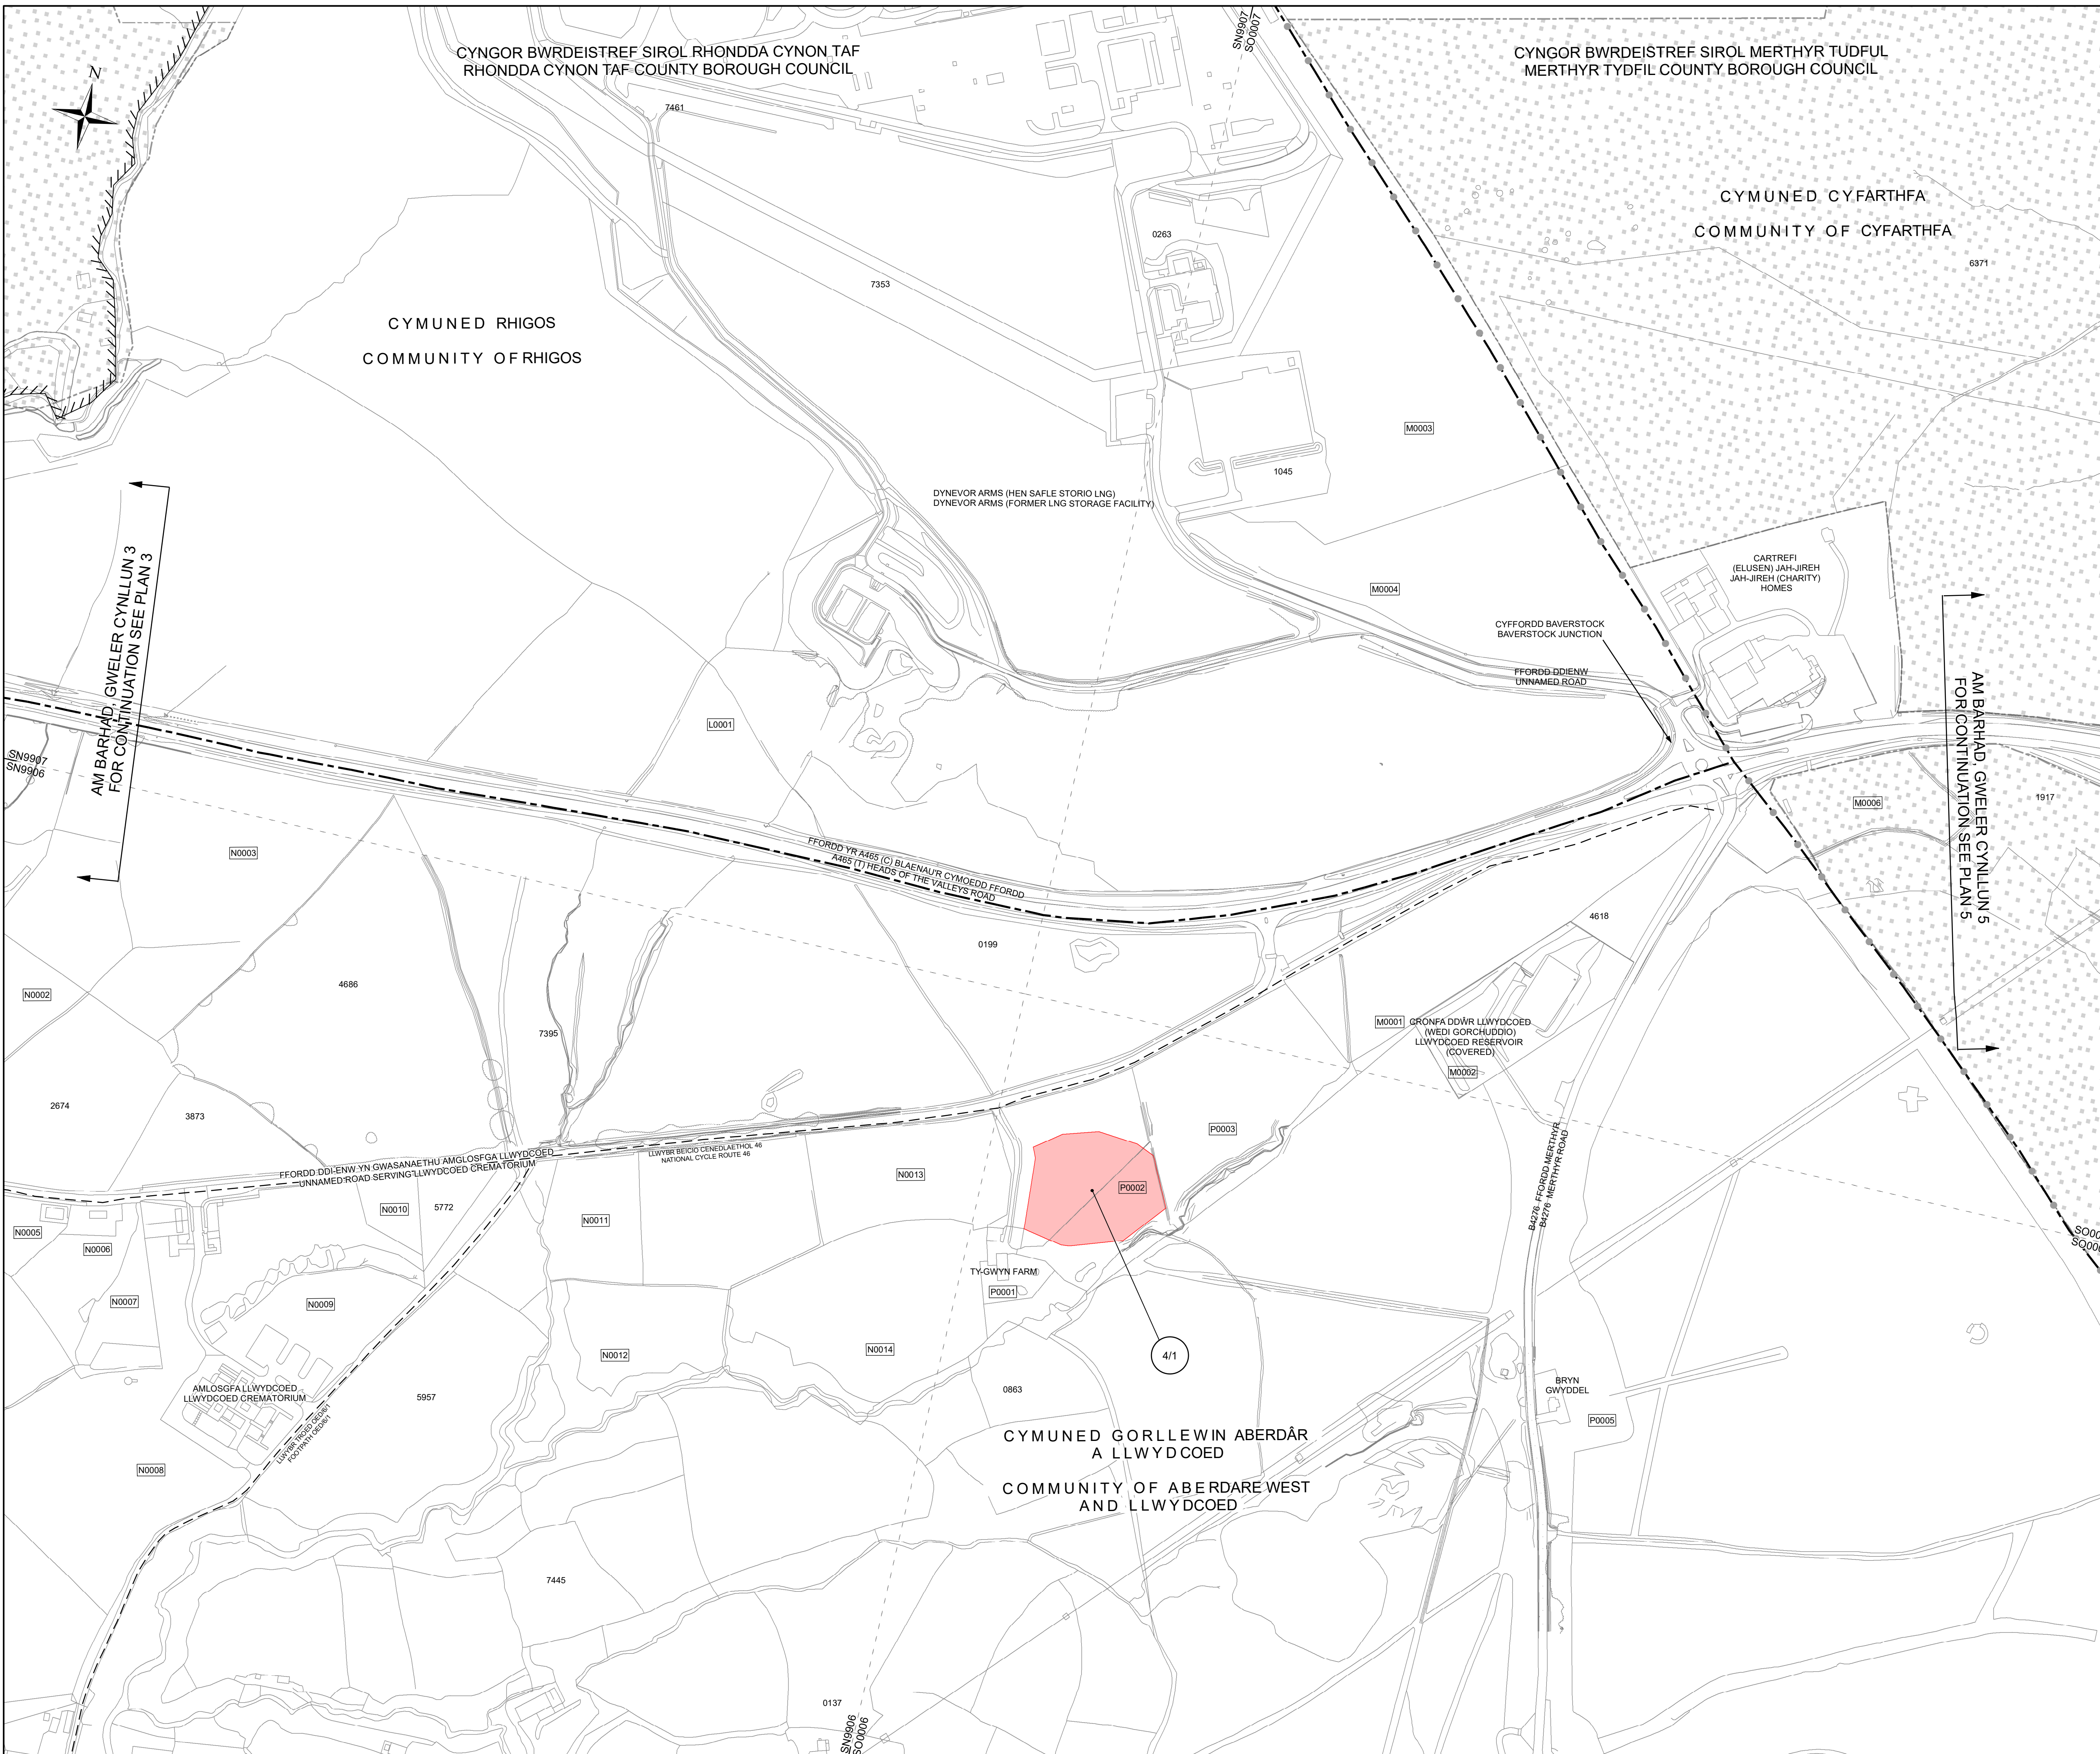 CYNGOR BWRDEISTREF SIROL RHONDDA CYNON TAF
RHONDDA CYNON TAF COUNTY BOROUGH COUNCIL
SN9907
SO0007
CYNGOR BWRDEISTREF SIROL MERTHYR TUDFUL
MERTHYR TYDFIL COUNTY BOROUGH COUNCIL
N
7461
CYMUNED CYFARTHFA
COMMUNITY OF CYFARTHFA
0263
6371
7353
CYMUNED RHIGOS
COMMUNITY OF RHIGOS
M0003
1045
DYNEVOR ARMS (HEN SAFLE STORIO LNG)
DYNEVOR ARMS (FORMER LNG STORAGE FACILITY)
AM BARHAD, GWELER CYNLLUN 3
FOR CONTINUATION SEE PLAN 3
CARTREFI
(ELUSEN) JAH-JIREH
JAH-JIREH (CHARITY)
HOMES
M0004
CYFFORDD BAVERSTOCK
BAVERSTOCK JUNCTION
FFORDD DDIENW
UNNAMED ROAD
AM BARHAD, GWELER CYNLLUN 5
FOR CONTINUATION SEE PLAN 5
L0001
SN9907
SN9906
M0006
1917
N0003
FFORDD YR A465 (C) BLAENAU'R CYMOEDD FFORDD
A465 (T) HEADS OF THE VALLEYS ROAD
4618
0199
4686
N0002
7395
M0001
CRONFA DDŴR LLWYDCOED
(WEDI GORCHUDDIO)
LLWYDCOED RESERVOIR
(COVERED)
M0002
2674
3873
P0003
FFORDD DDI-ENW YN GWASANAETHU AMGLOSFGA LLWYDCOED
UNNAMED ROAD SERVING LLWYDCOED CREMATORIUM
LLWYBR BEICIO CENEDLAETHOL 46
NATIONAL CYCLE ROUTE 46
N0013
P0002
B4276 FFORDD MERTHYR
B4276 MERTHYR ROAD
N0010
5772
N0011
N0005
N0006
TY-GWYN FARM
P0001
N0007
N0009
N0012
N0014
4/1
AMLOSGFA LLWYDCOED
LLWYDCOED CREMATORIUM
5957
0863
BRYN
GWYDDEL
P0005
LLWYBR TROED OED/6/1
FOOTPATH OED/6/1
CYMUNED GORLLEWIN ABERDÂR
A LLWYDCOED
COMMUNITY OF ABERDARE WEST
AND LLWYDCOED
N0008
7445
0137
SN9906
SO0006